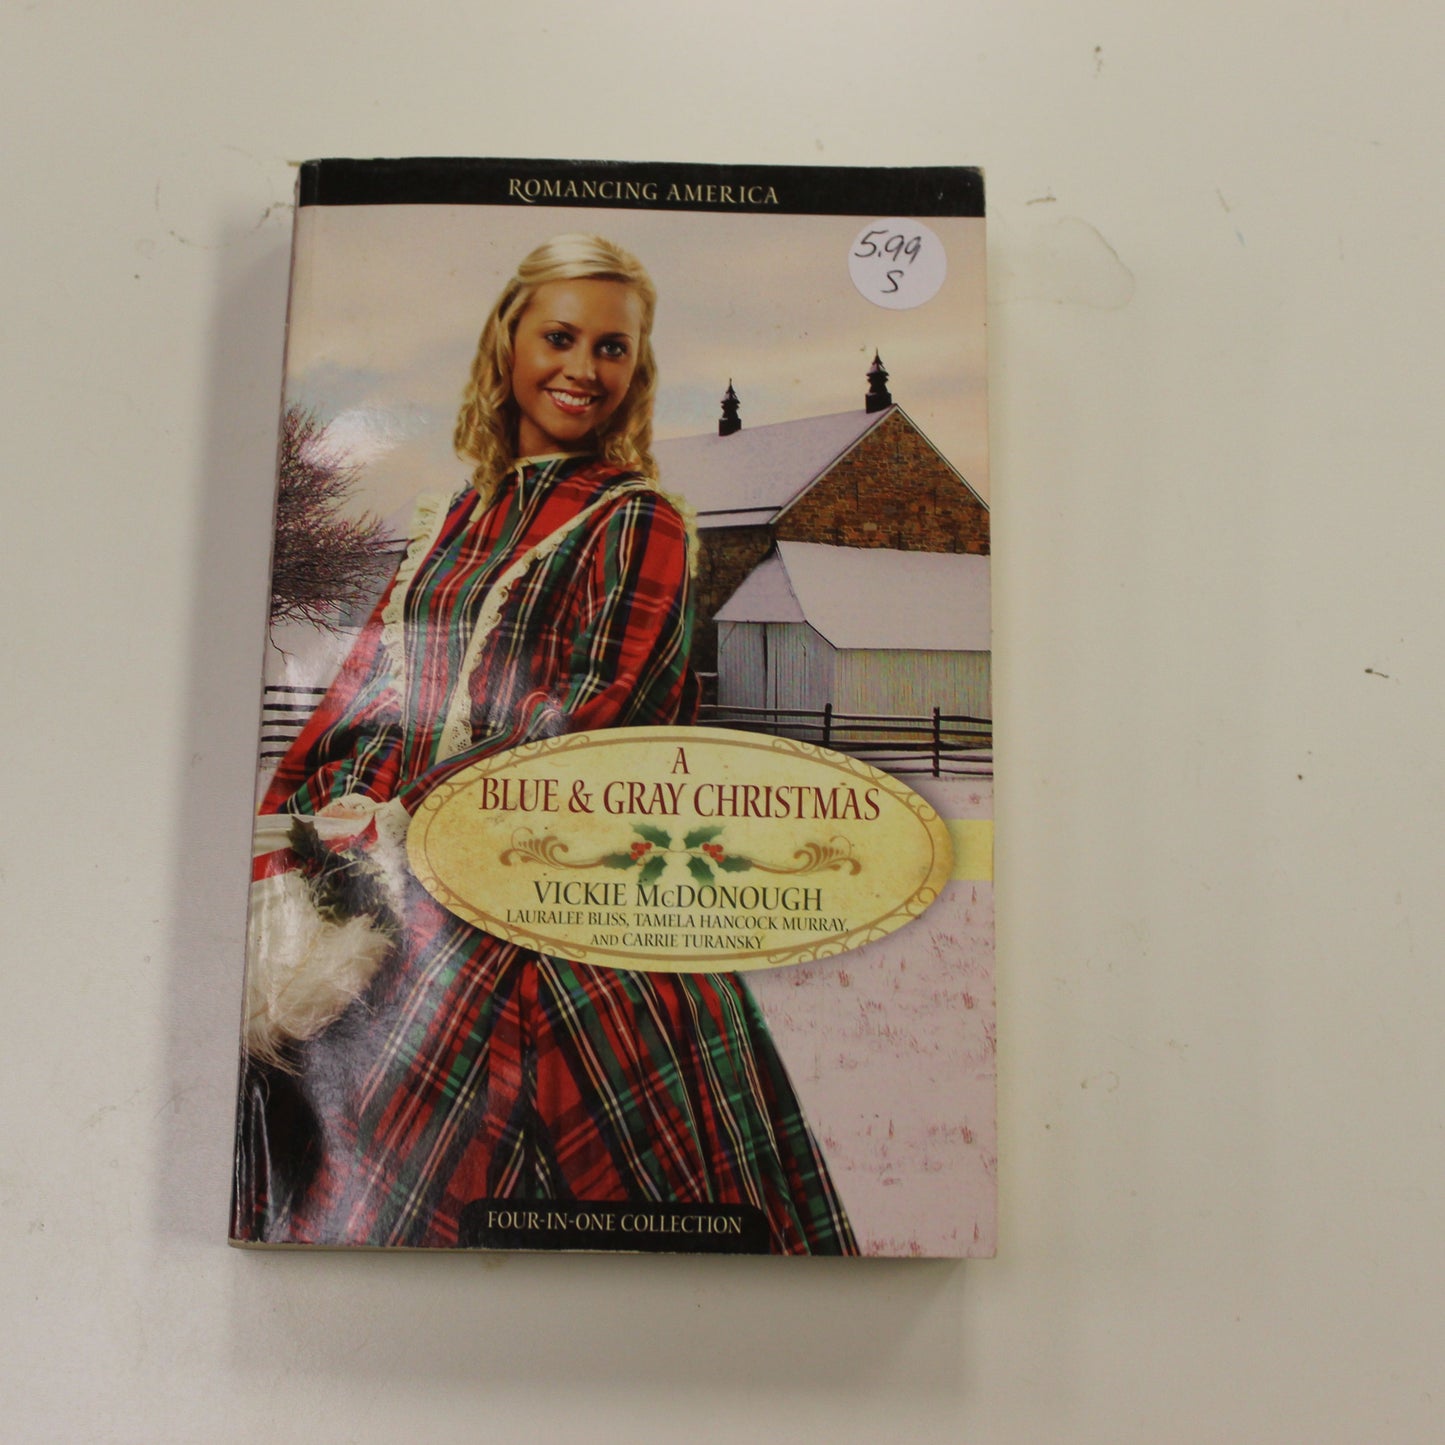 ROMANCING AMERICA
5.99
S
A
BLUE & GRAY CHRISTMAS
VICKIE McDONOUGH
LAURALEE BLISS, TAMELA HANCOCK MURRAY,
AND CARRIE TURANSKY
FOUR-IN-ONE COLLECTION